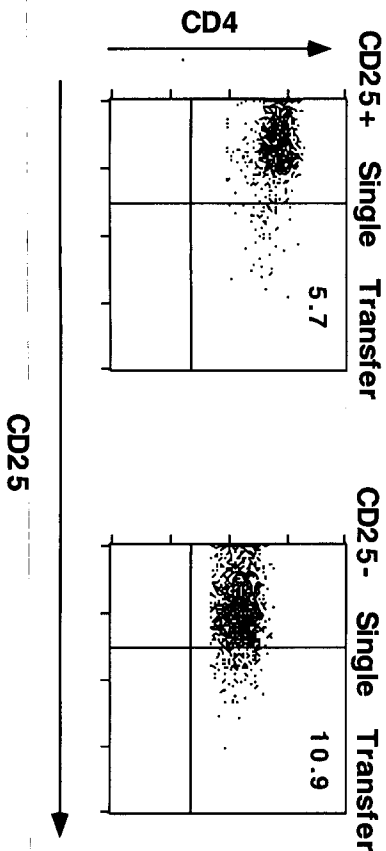 CD25+ Single Transfer
CD25- Single Transfer
5.7
10.9
CD4
CD25